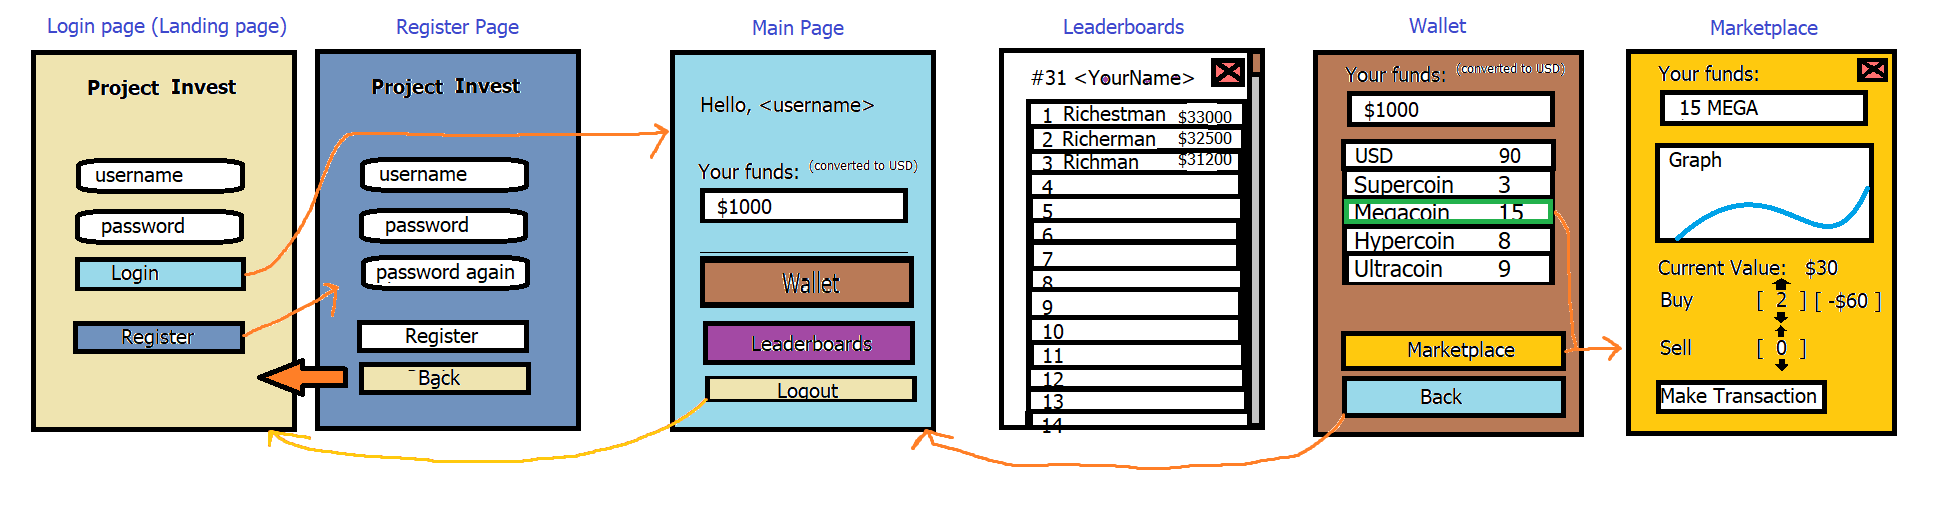 Login page (Landing page)
Project Invest
username
password
Login
Register
Register Page
Project Invest
username
password
password again
Register
Back
Main Page
Hello, <username>
Your funds: (converted to USD)
$1000
Wallet
Leaderboards
Logout
Leaderboards
#31 <YourName>
1 Richestman $33000
2 Richerman $32500
3 Richman $31200
4
5
6
7
8
9
10
11
12
13
14
Wallet
Your funds: (converted to USD)
$1000
USD 90
Supercoin 3
Megacoin 15
Hypercoin 8
Ultracoin 9
Marketplace
Back
Marketplace
Your funds:
15 MEGA
Graph
Current Value: $30
Buy [ 2 ] [ -$60 ]
Sell [ 0 ]
Make Transaction